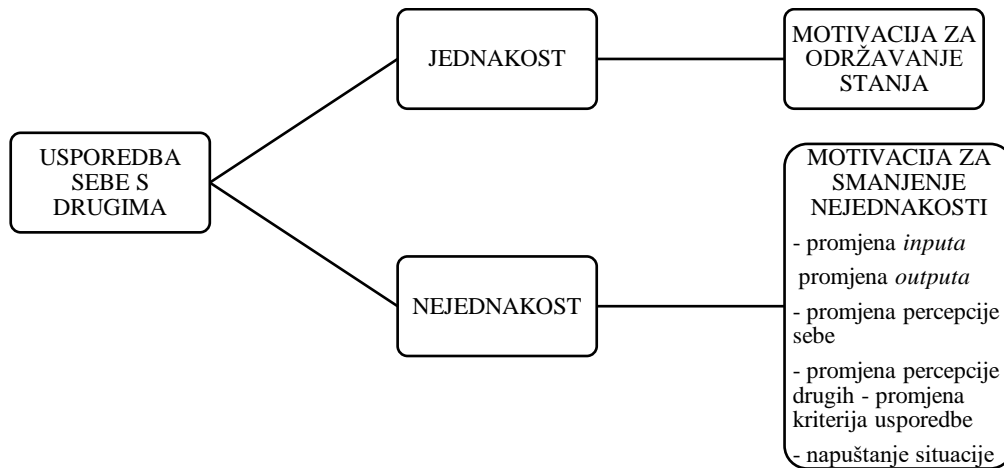 USPOREDBA
SEBE S
DRUGIMA
JEDNAKOST
MOTIVACIJA ZA
ODRŽAVANJE
STANJA
NEJEDNAKOST
MOTIVACIJA ZA
SMANJENJE
NEJEDNAKOSTI
- promjena inputa
promjena outputa
- promjena percepcije
sebe
- promjena percepcije
drugih - promjena
kriterija usporedbe
- napuštanje situacije